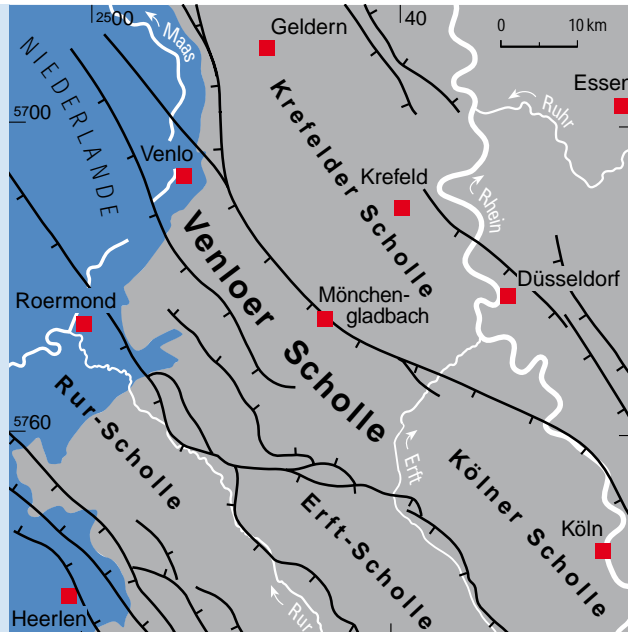 2500
40
0 10 km
Geldern
Maas
NIEDERLANDE
Essen
Ruhr
5700
Venlo
Krefelder Scholle
Krefeld
Rhein
Venloer Scholle
Düsseldorf
Roermond
Mönchen-
gladbach
Rur-Scholle
5760
Erft
Kölner Scholle
Erft-Scholle
Köln
Heerlen
Rur